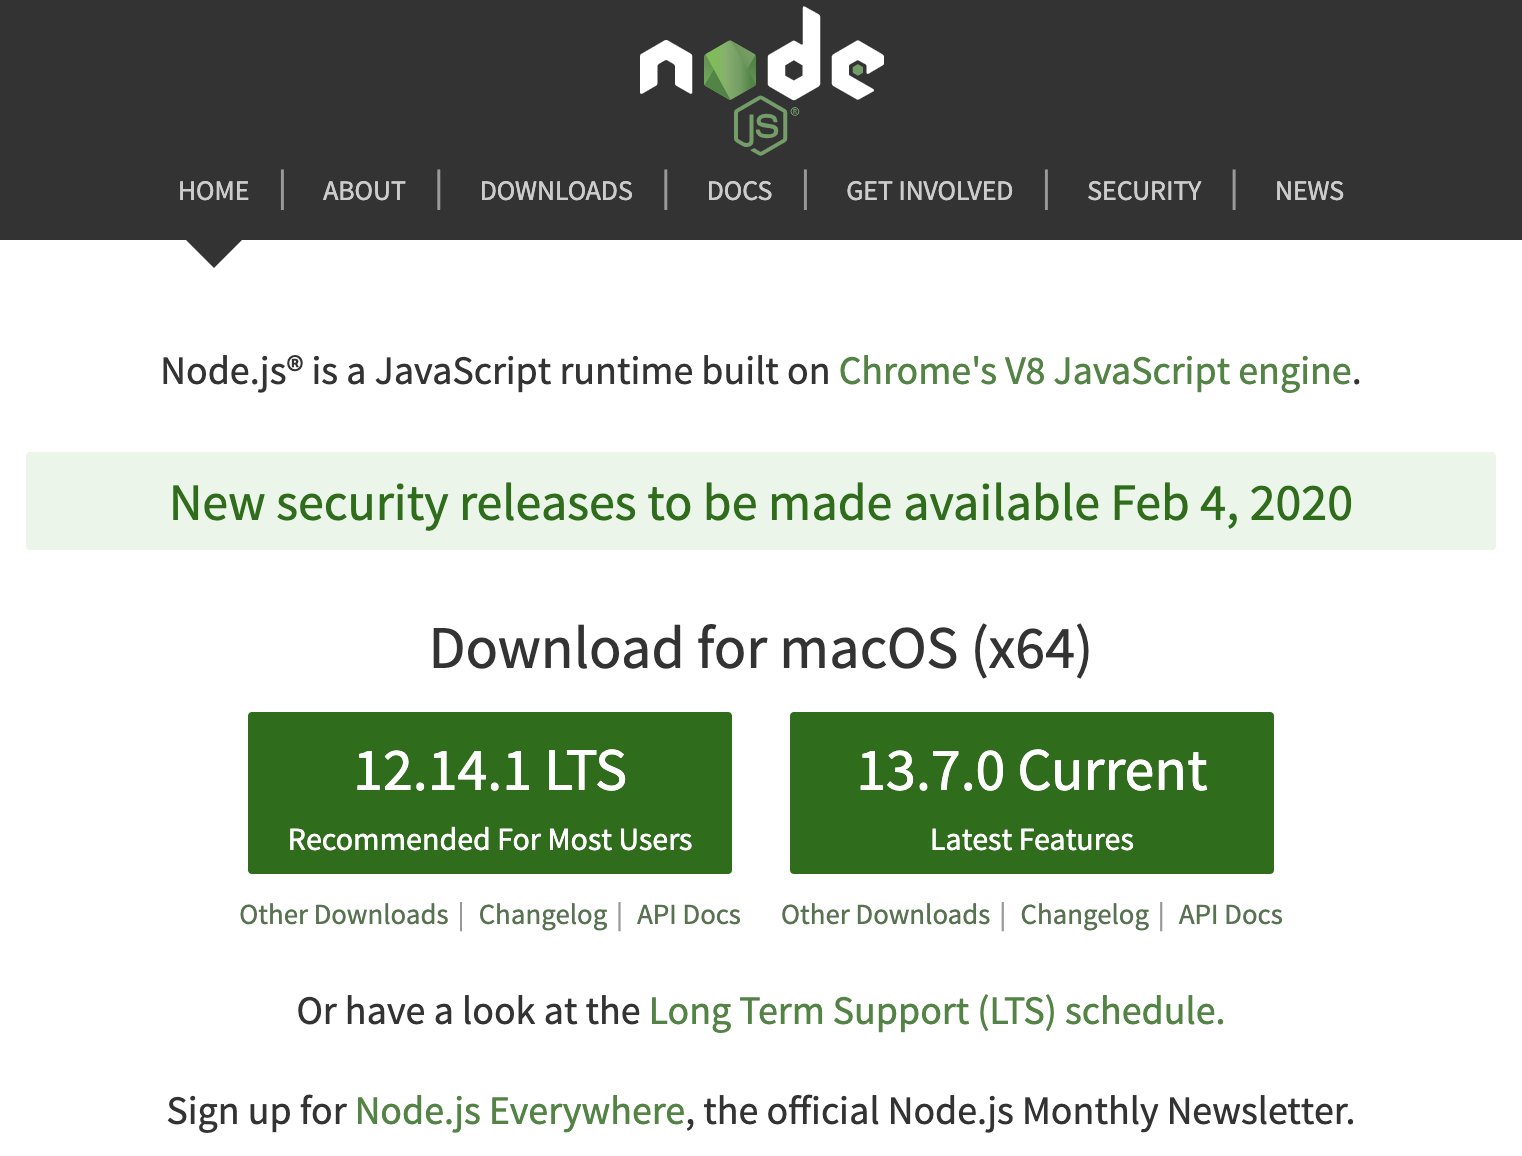 node
JS®
HOME | ABOUT | DOWNLOADS | DOCS | GET INVOLVED | SECURITY | NEWS
Node.js® is a JavaScript runtime built on Chrome's V8 JavaScript engine.
New security releases to be made available Feb 4, 2020
Download for macOS (x64)
12.14.1 LTS
Recommended For Most Users
Other Downloads | Changelog | API Docs
13.7.0 Current
Latest Features
Other Downloads | Changelog | API Docs
Or have a look at the Long Term Support (LTS) schedule.
Sign up for Node.js Everywhere, the official Node.js Monthly Newsletter.